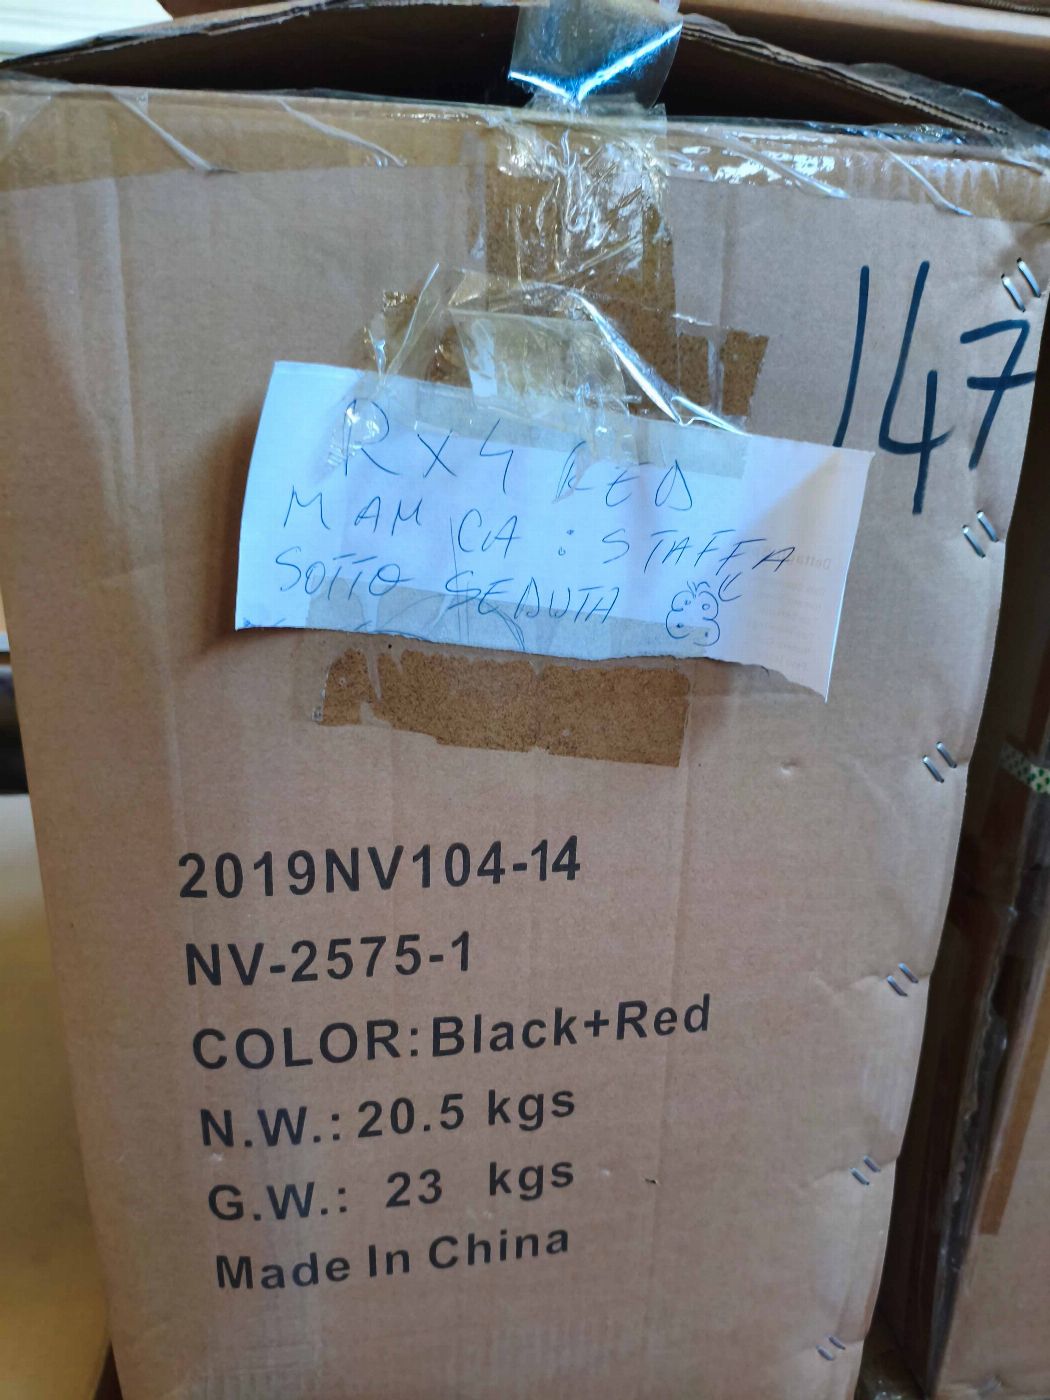 147
RX4 RED
MANCA: STAFFA
SOTTO SEDUTA
2019NV104-14
NV-2575-1
COLOR:Black+Red
N.W.: 20.5 kgs
G.W.: 23 kgs
Made In China